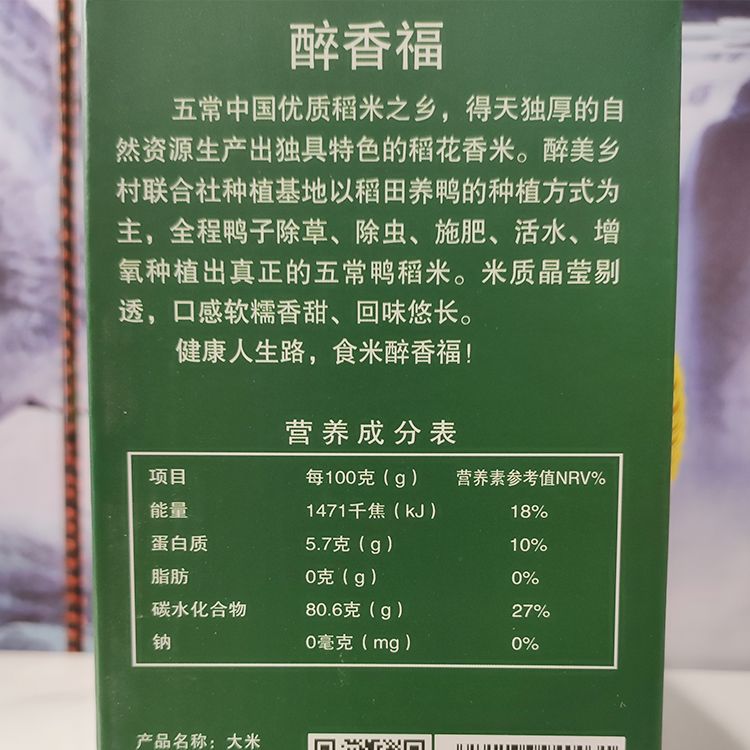 醉香福
五常中国优质稻米之乡，得天独厚的自
然资源生产出独具特色的稻花香米。醉美乡
村联合社种植基地以稻田养鸭的种植方式为
主，全程鸭子除草、除虫、施肥、活水、增
氧种植出真正的五常鸭稻米。米质晶莹剔
透，口感软糯香甜、回味悠长。
健康人生路，食米醉香福！
营养成分表
项目 每100克（g） 营养素参考值NRV%
能量 1471千焦（kJ） 18%
蛋白质 5.7克（g） 10%
脂肪 0克（g） 0%
碳水化合物 80.6克（g） 27%
钠 0毫克（mg） 0%
产品名称：大米